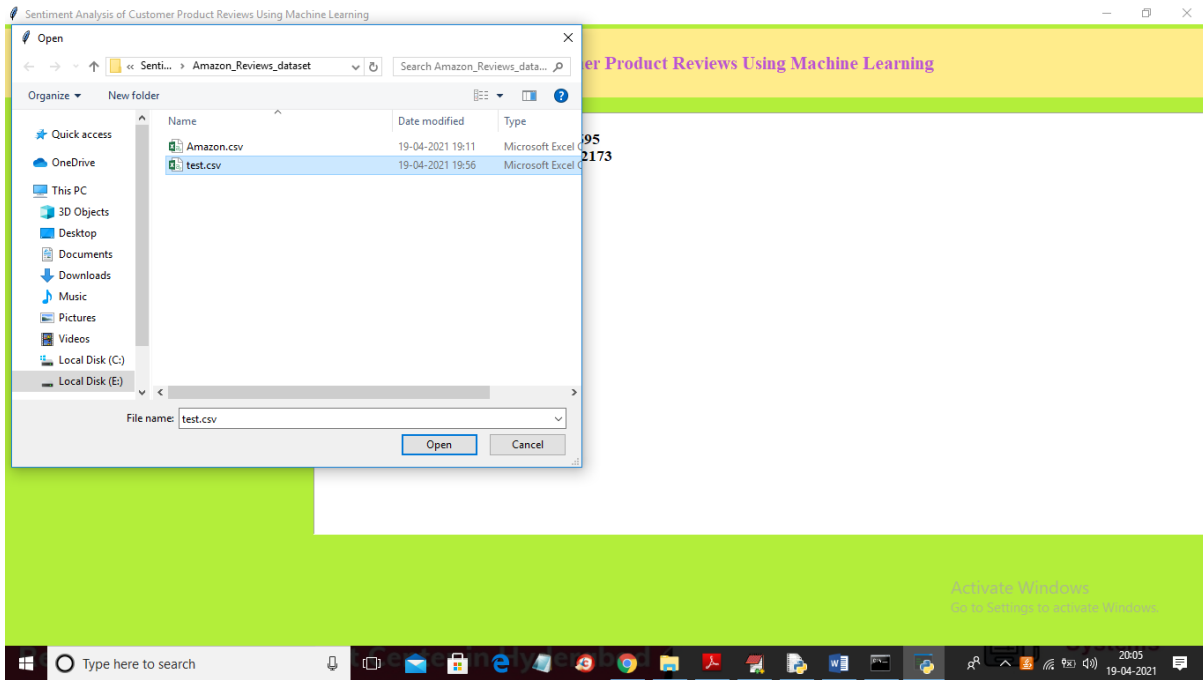 Sentiment Analysis of Customer Product Reviews Using Machine Learning
Open
« Senti... › Amazon_Reviews_dataset
Search Amazon_Reviews_data...
er Product Reviews Using Machine Learning
Organize
New folder
Name
Date modified
Type
Quick access
OneDrive
This PC
3D Objects
Desktop
Documents
Downloads
Music
Pictures
Videos
Local Disk (C:)
Local Disk (E:)
Amazon.csv
19-04-2021 19:11
Microsoft Excel C
test.csv
19-04-2021 19:56
Microsoft Excel C
595
2173
File name:
test.csv
Open
Cancel
Activate Windows
Go to Settings to activate Windows.
Type here to search
20:05
19-04-2021